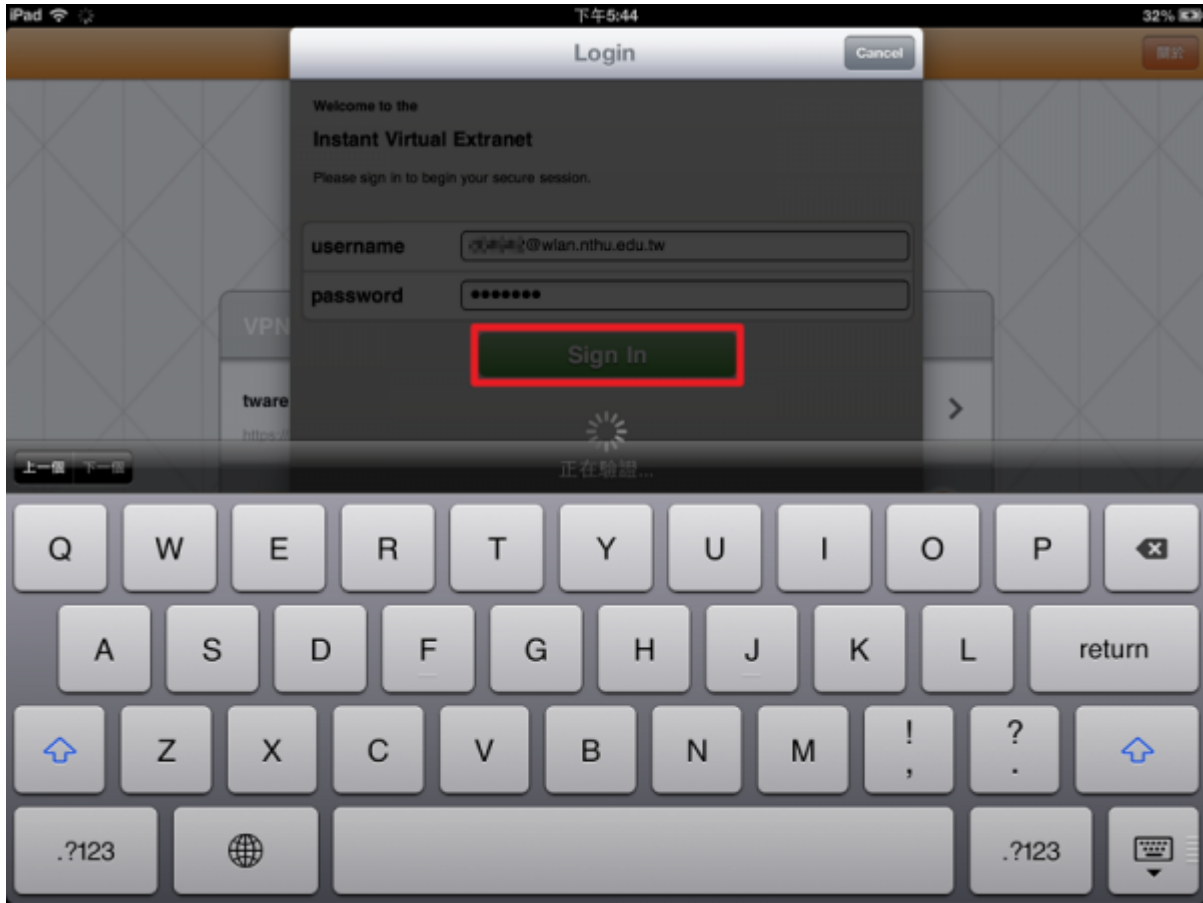 iPad 下午5:44 32%
Login Cancel 關於
Welcome to the
Instant Virtual Extranet
Please sign in to begin your secure session.
username @wlan.nthu.edu.tw
password •••••••
VPN
Sign In
tware
https://
正在驗證...
上一個 下一個
Q W E R T Y U I O P
A S D F G H J K L return
Z X C V B N M ! , ? .
.?123 .?123